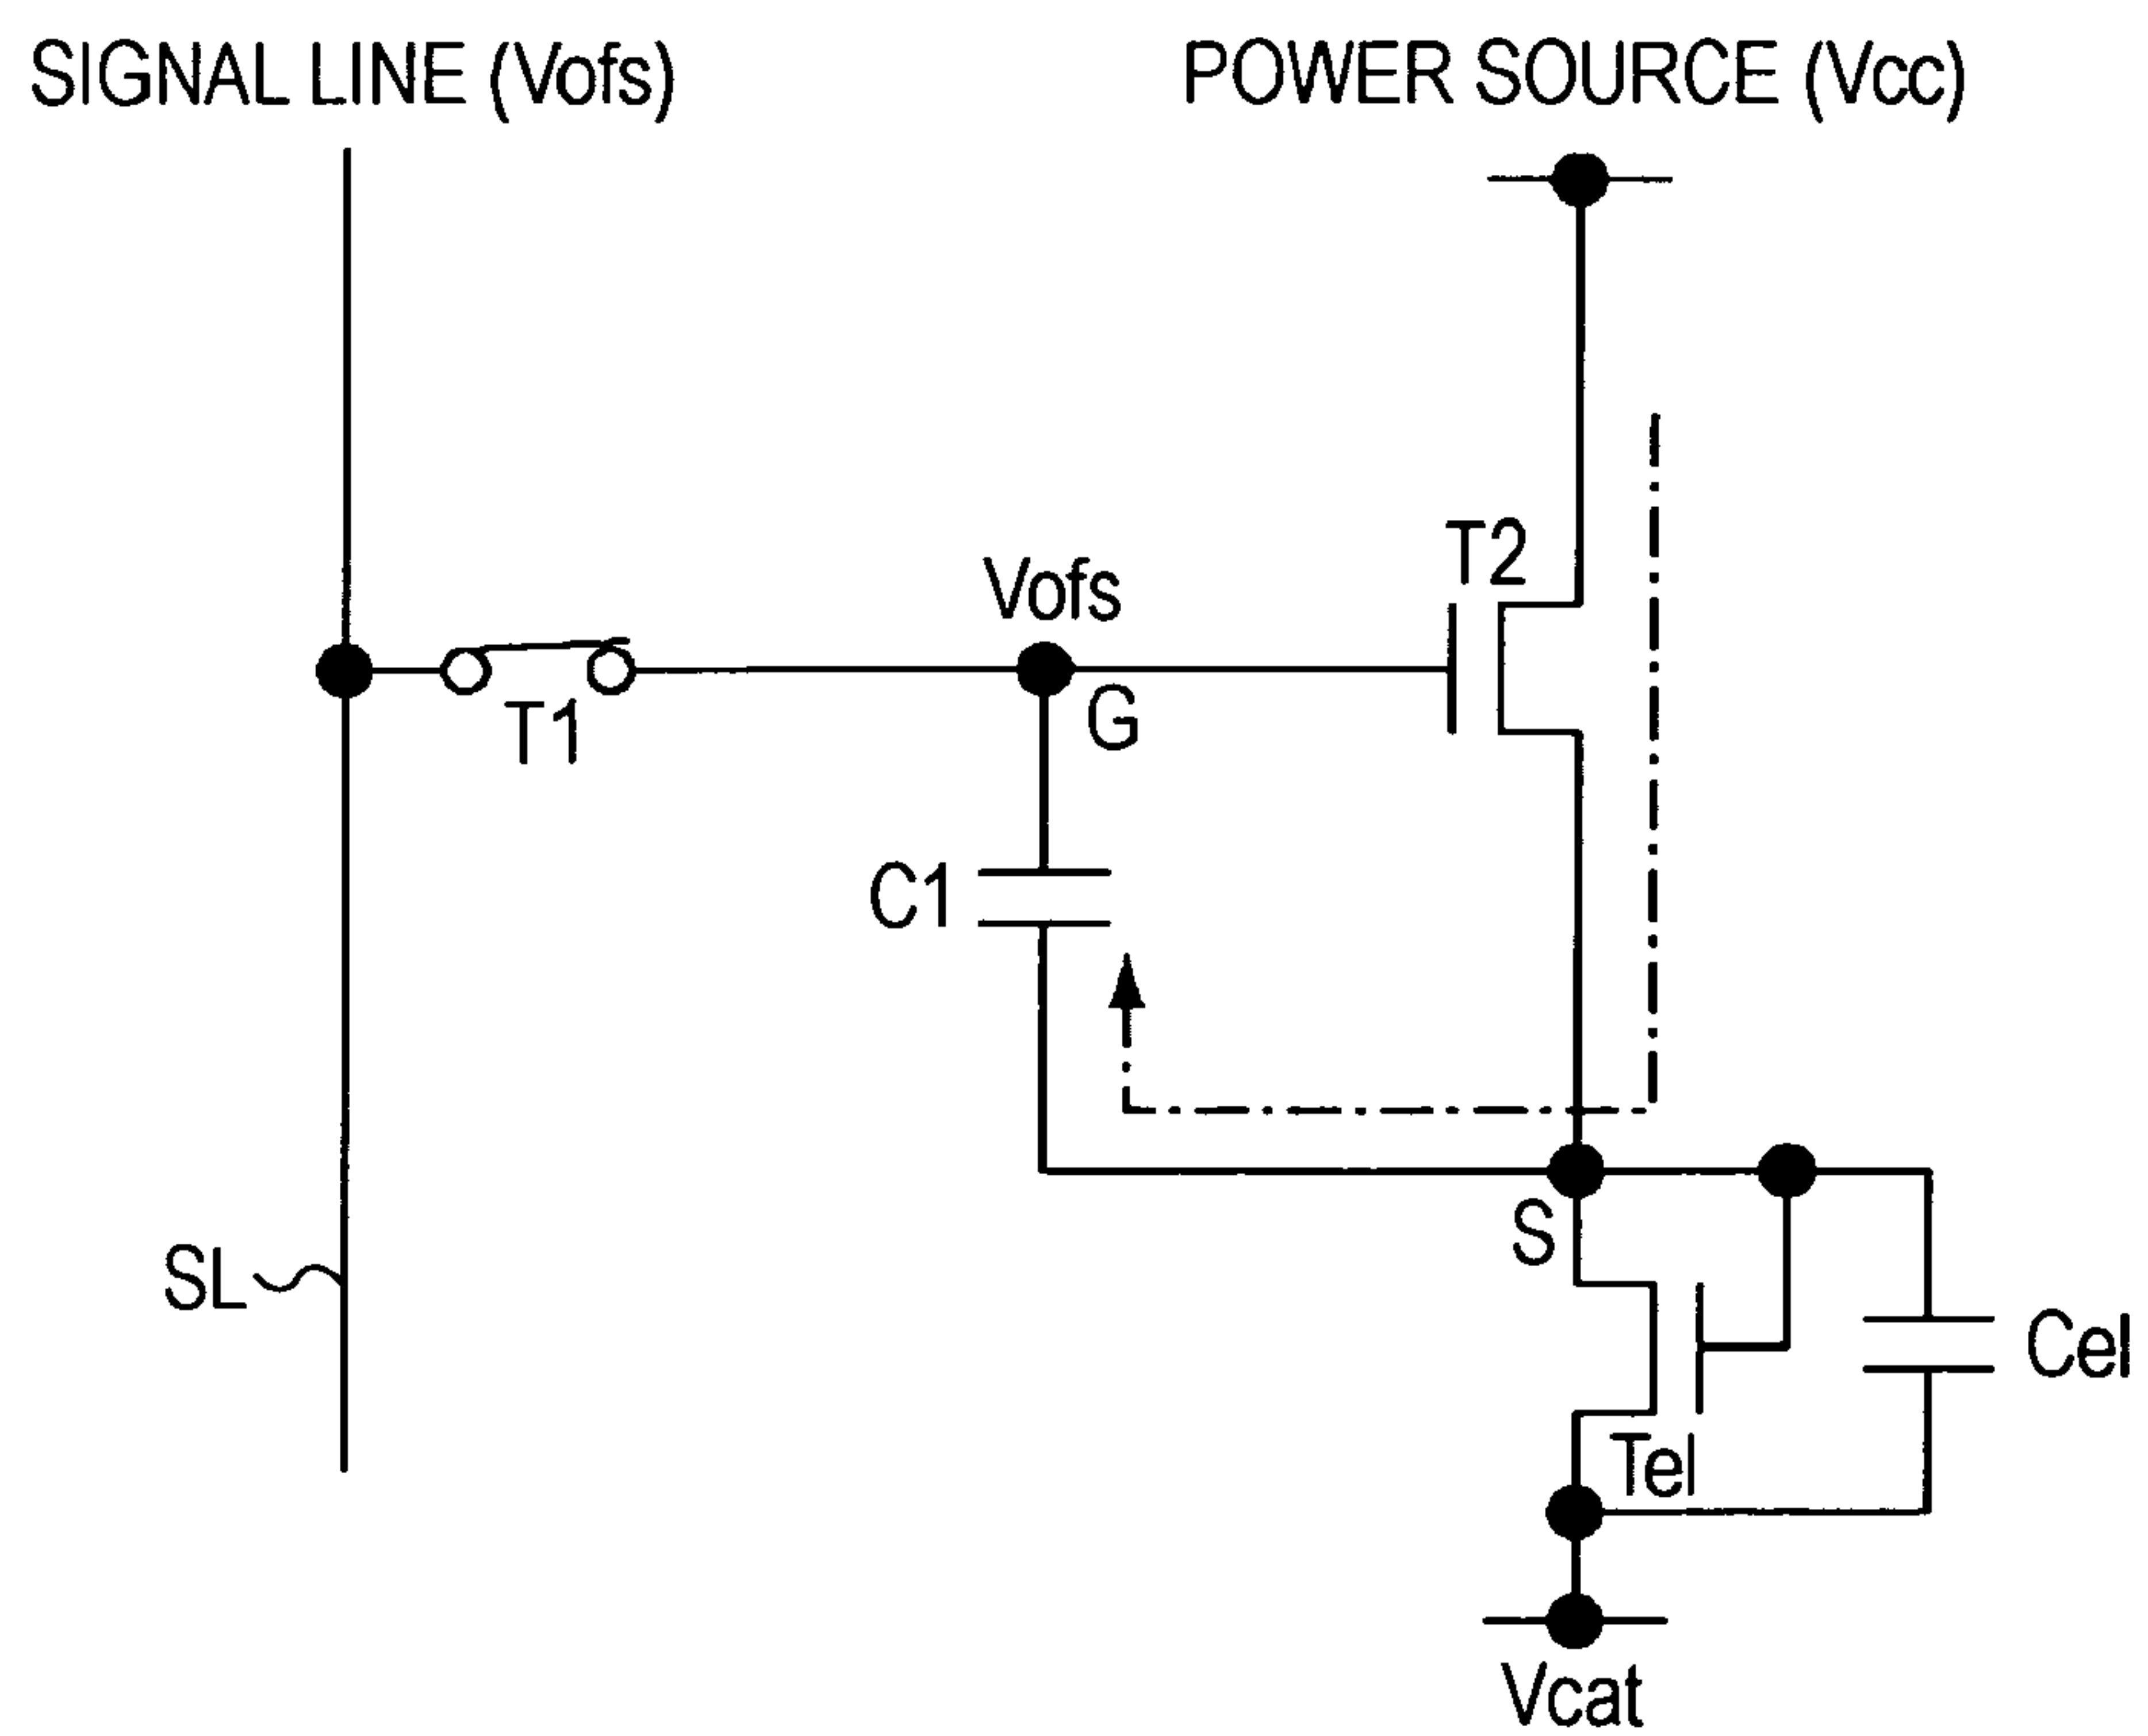 SIGNAL LINE (Vofs)
POWER SOURCE (Vcc)
T2
Vofs
T1
G
C1
S
SL
Cel
Tel
Vcat